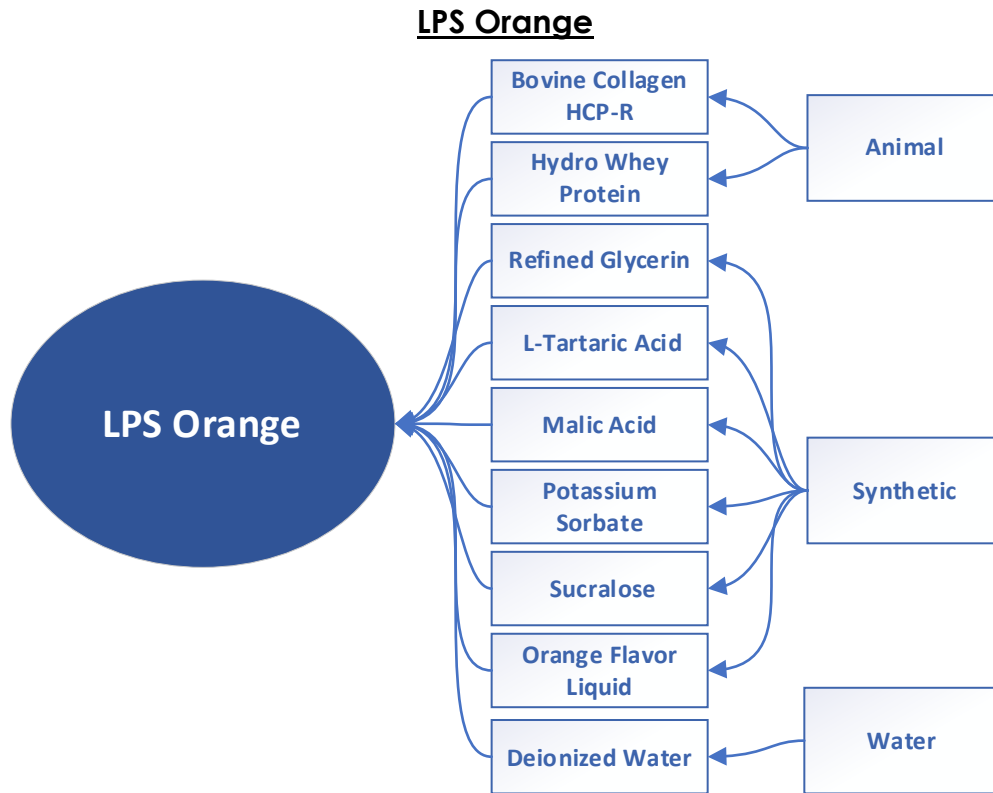 LPS Orange
Bovine Collagen
HCP-R
Animal
Hydro Whey
Protein
Refined Glycerin
L-Tartaric Acid
LPS Orange
Malic Acid
Synthetic
Potassium
Sorbate
Sucralose
Orange Flavor
Liquid
Water
Deionized Water